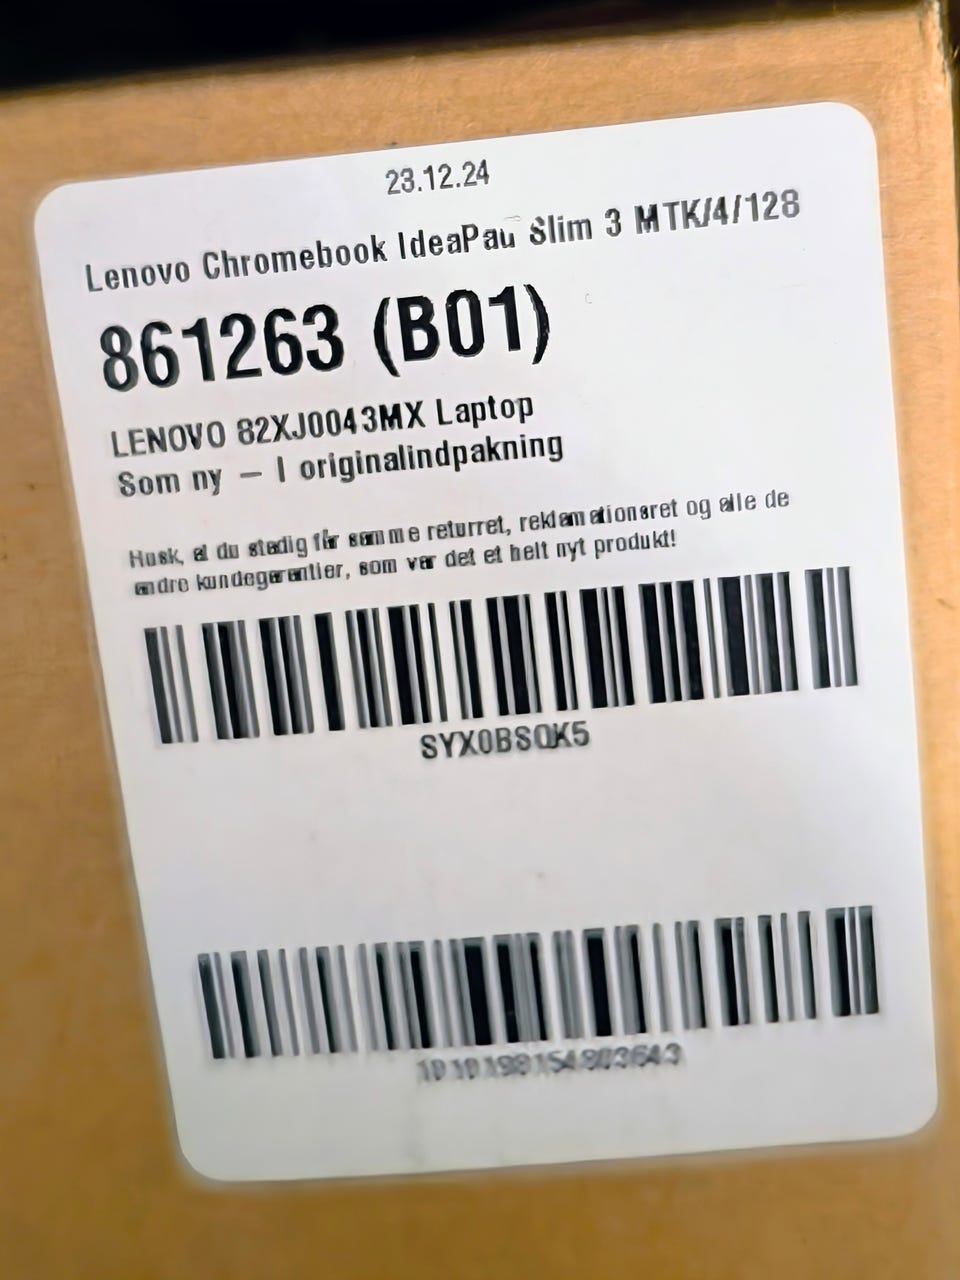 23.12.24
Lenovo Chromebook IdeaPad Slim 3 MTK/4/128
861263 (B01)
LENOVO 82XJ0043MX Laptop
Som ny – I originalindpakning
Husk, at du stadig får samme returret, reklamationsret og alle de
andre kundegarantier, som var det et helt nyt produkt!
SYX0BSQK5